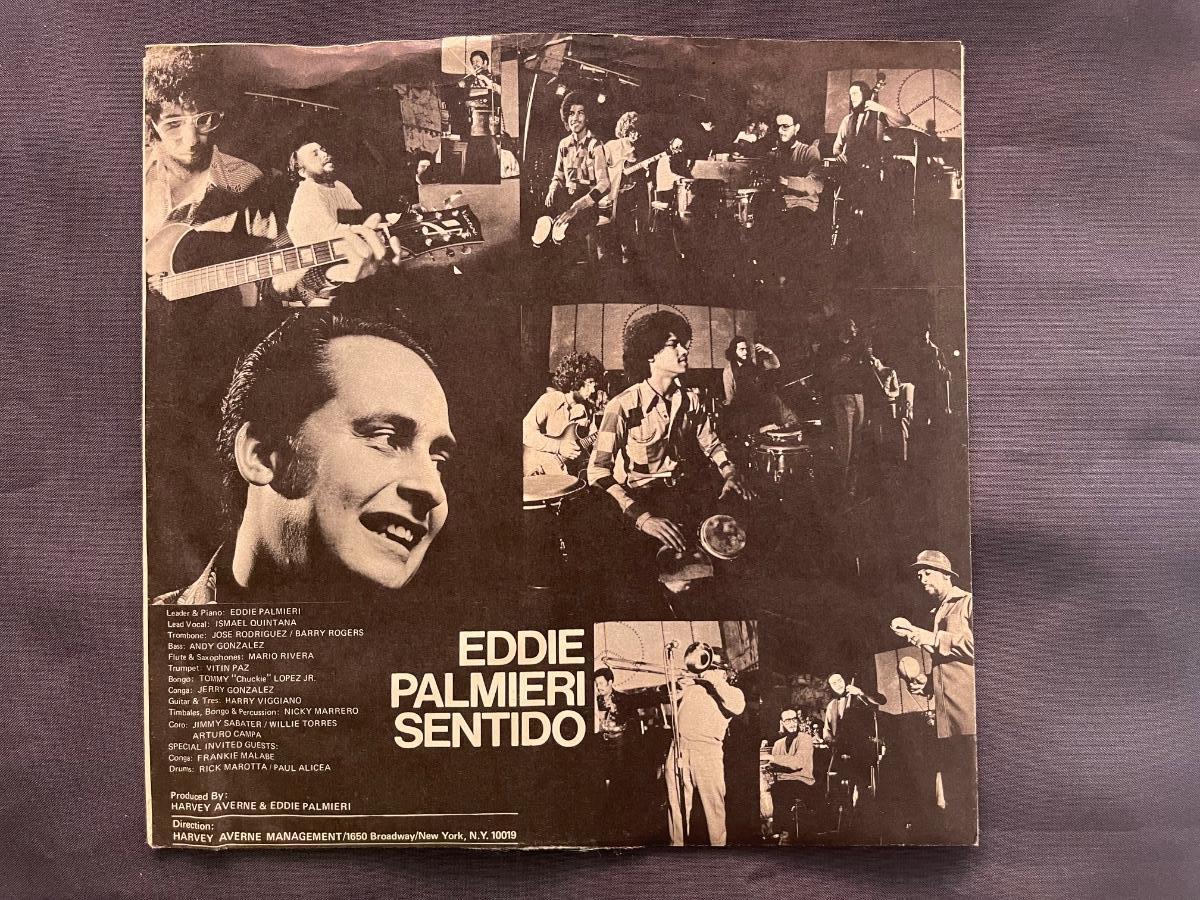 Leader & Piano: EDDIE PALMIERI
Lead Vocal: ISMAEL QUINTANA
Trombone: JOSE RODRIGUEZ / BARRY ROGERS
Bass: ANDY GONZALEZ
Flute & Saxophones: MARIO RIVERA
Trumpet: VITIN PAZ
Bongo: TOMMY "Chuckie" LOPEZ JR.
Conga: JERRY GONZALEZ
Guitar & Tres: HARRY VIGGIANO
Timbales, Bongo & Percussion: NICKY MARRERO
Coro: JIMMY SABATER / WILLIE TORRES
ARTURO CAMPA
SPECIAL INVITED GUESTS:
Conga: FRANKIE MALABE
Drums: RICK MAROTTA / PAUL ALICEA
Produced By:
HARVEY AVERNE & EDDIE PALMIERI
Direction:
HARVEY AVERNE MANAGEMENT/1650 Broadway/New York, N.Y. 10019
EDDIE
PALMIERI
SENTIDO